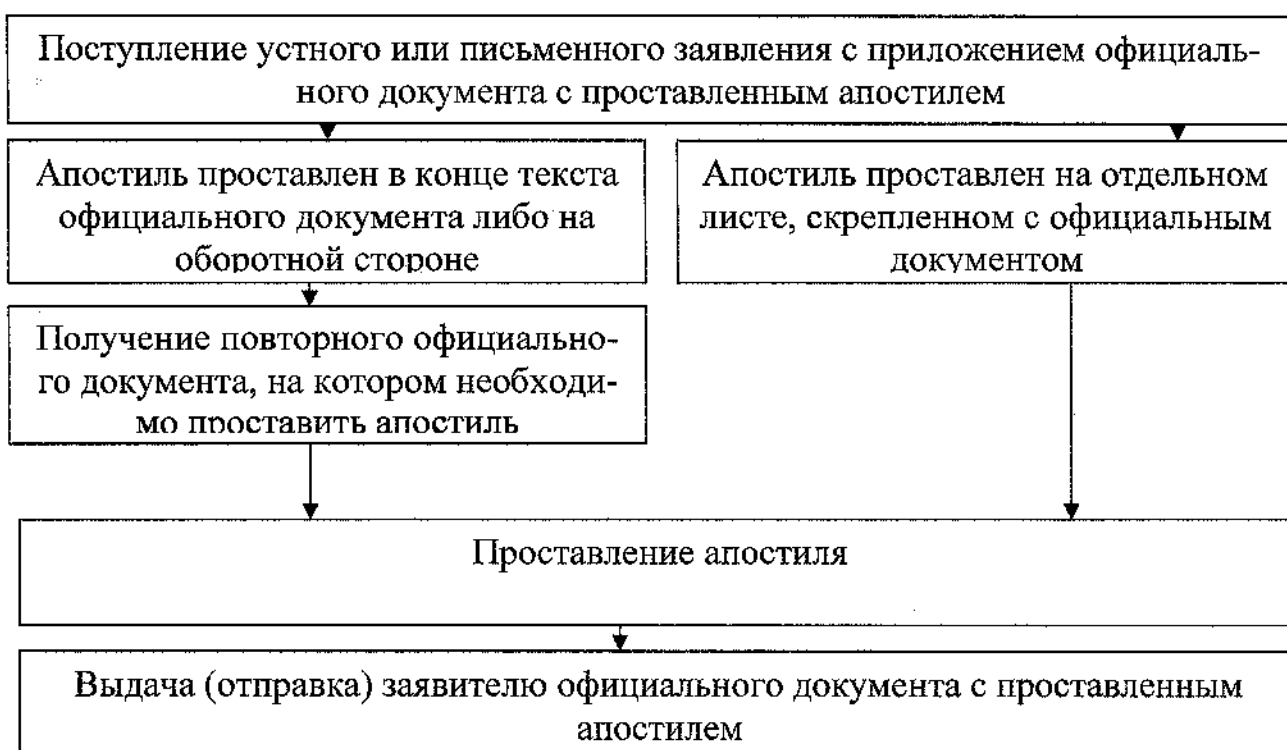 Поступление устного или письменного заявления с приложением официаль-
ного документа с проставленным апостилем
Апостиль проставлен в конце текста
официального документа либо на
оборотной стороне
Апостиль проставлен на отдельном
листе, скрепленном с официальным
документом
Получение повторного официально-
го документа, на котором необходи-
мо проставить апостиль
Проставление апостиля
Выдача (отправка) заявителю официального документа с проставленным
апостилем